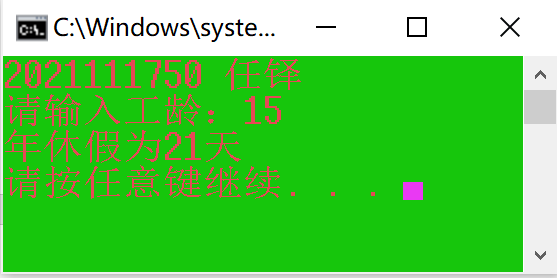 C:\Windows\syste...
2021111750 任铎
请输入工龄：15
年休假为21天
请按任意键继续. . .